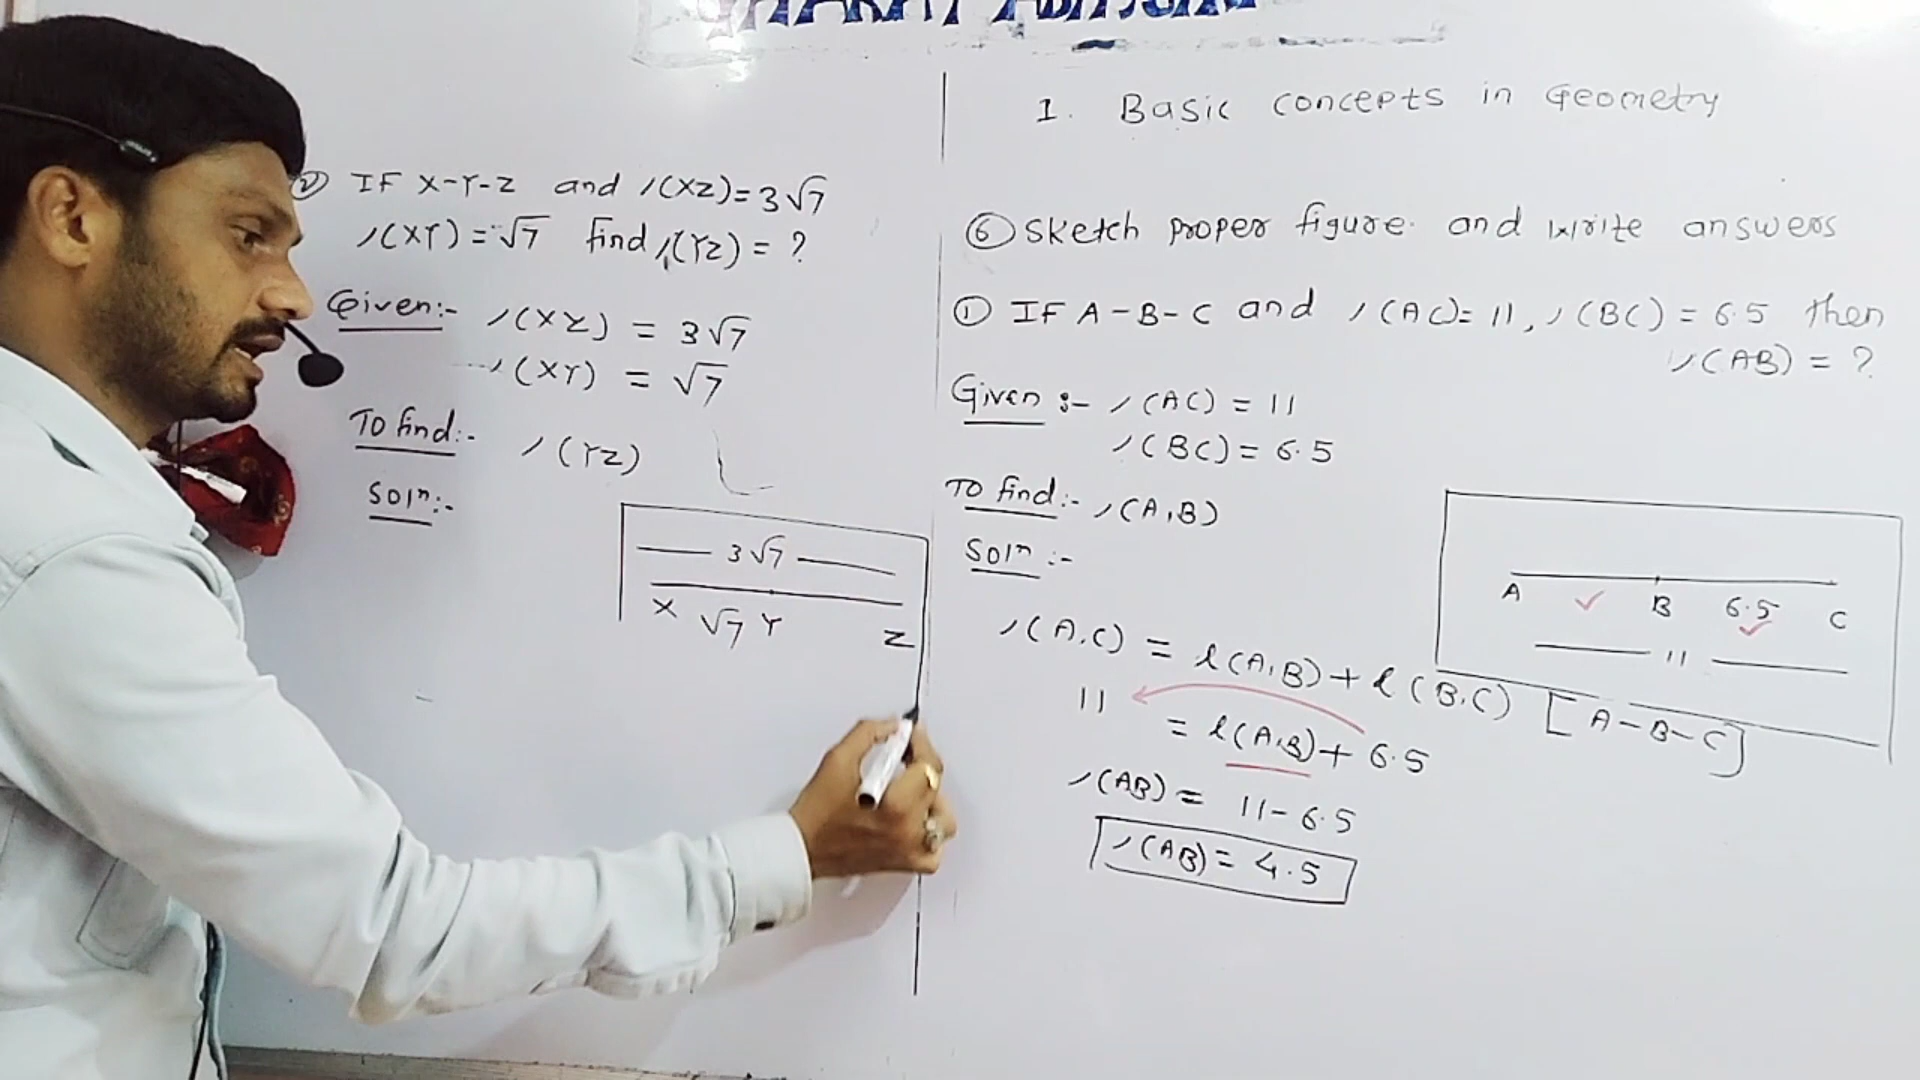 1. Basic concepts in Geometry
⑥ Sketch proper figure. and write answers
① IF A-B-C and l(AC)= 11, l(BC) = 6.5 then
l(AB) = ?
Given :- l(AC) = 11
l(BC) = 6.5
To find:- l(A,B)
Soln :-
A B 6.5 C
11
l(A.C) = l(A,B) + l(B.C) [A-B-C]
11 = l(A,B) + 6.5
l(AB) = 11 - 6.5
l(AB) = 4.5
② IF X-Y-Z and l(XZ)= 3√7
l(XY) = √7 find l(YZ) = ?
Given:- l(XZ) = 3√7
l(XY) = √7
To find:- l(YZ)
Soln:-
3√7
X √7 Y Z